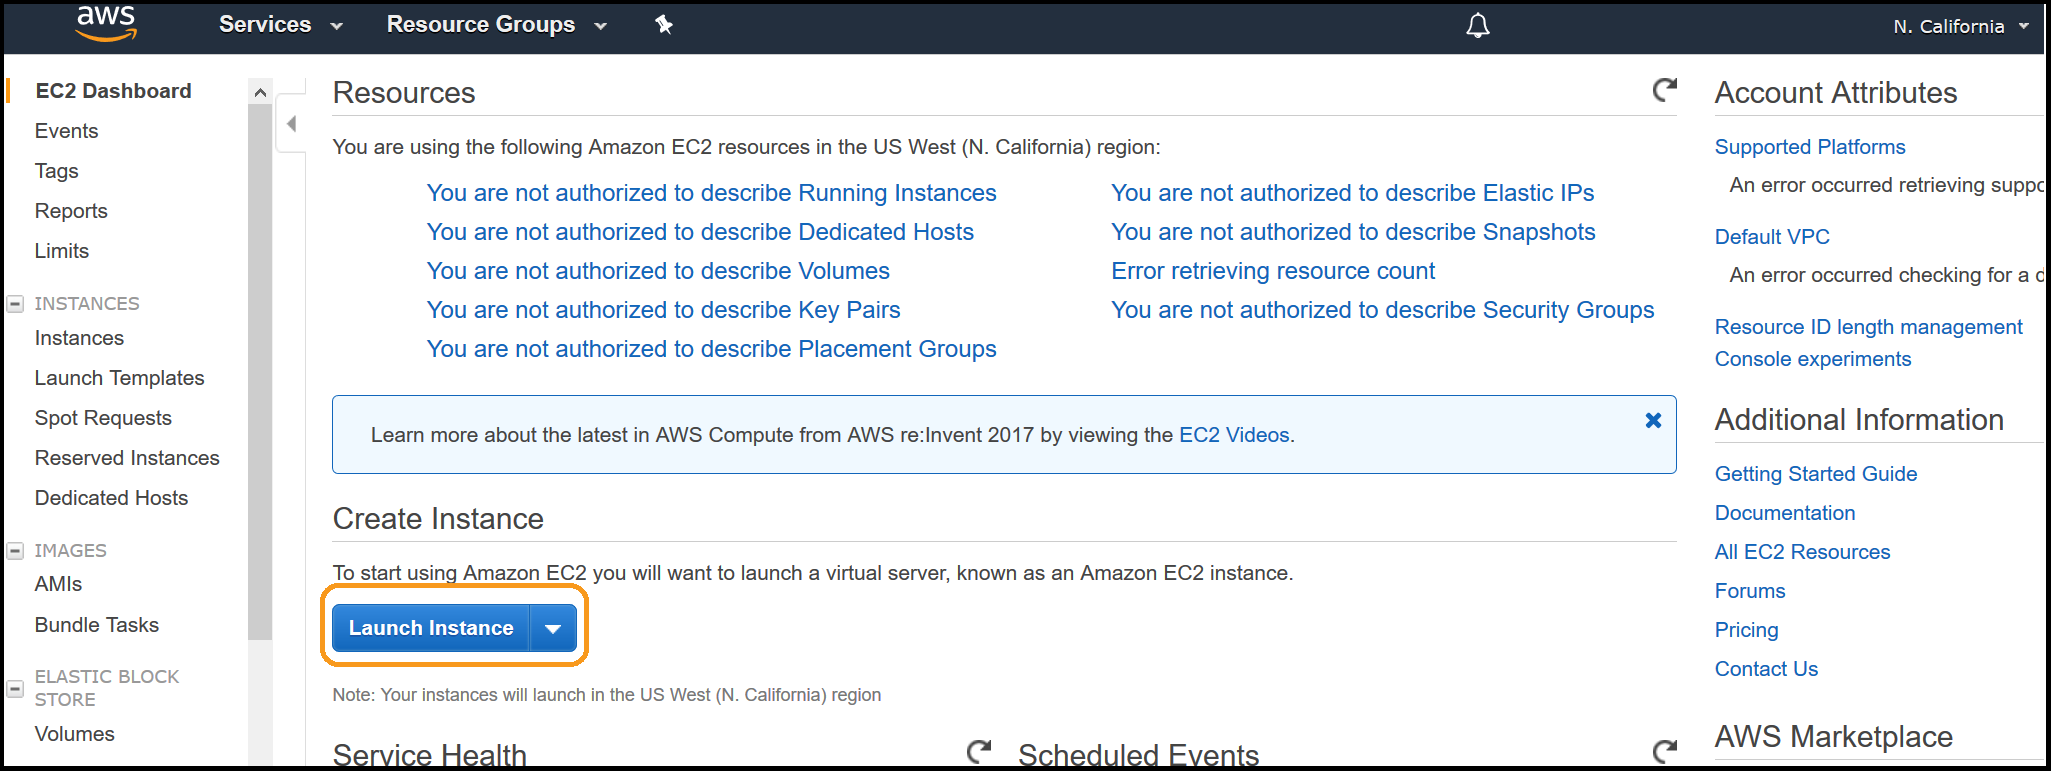 aws
Services
Resource Groups
N. California
EC2 Dashboard
Events
Tags
Reports
Limits
INSTANCES
Instances
Launch Templates
Spot Requests
Reserved Instances
Dedicated Hosts
IMAGES
AMIs
Bundle Tasks
ELASTIC BLOCK
STORE
Volumes
Resources
You are using the following Amazon EC2 resources in the US West (N. California) region:
You are not authorized to describe Running Instances
You are not authorized to describe Elastic IPs
You are not authorized to describe Dedicated Hosts
You are not authorized to describe Snapshots
You are not authorized to describe Volumes
Error retrieving resource count
You are not authorized to describe Key Pairs
You are not authorized to describe Security Groups
You are not authorized to describe Placement Groups
Learn more about the latest in AWS Compute from AWS re:Invent 2017 by viewing the EC2 Videos.
Create Instance
To start using Amazon EC2 you will want to launch a virtual server, known as an Amazon EC2 instance.
Launch Instance
Note: Your instances will launch in the US West (N. California) region
Service Health
Scheduled Events
Account Attributes
Supported Platforms
An error occurred retrieving suppo
Default VPC
An error occurred checking for a d
Resource ID length management
Console experiments
Additional Information
Getting Started Guide
Documentation
All EC2 Resources
Forums
Pricing
Contact Us
AWS Marketplace